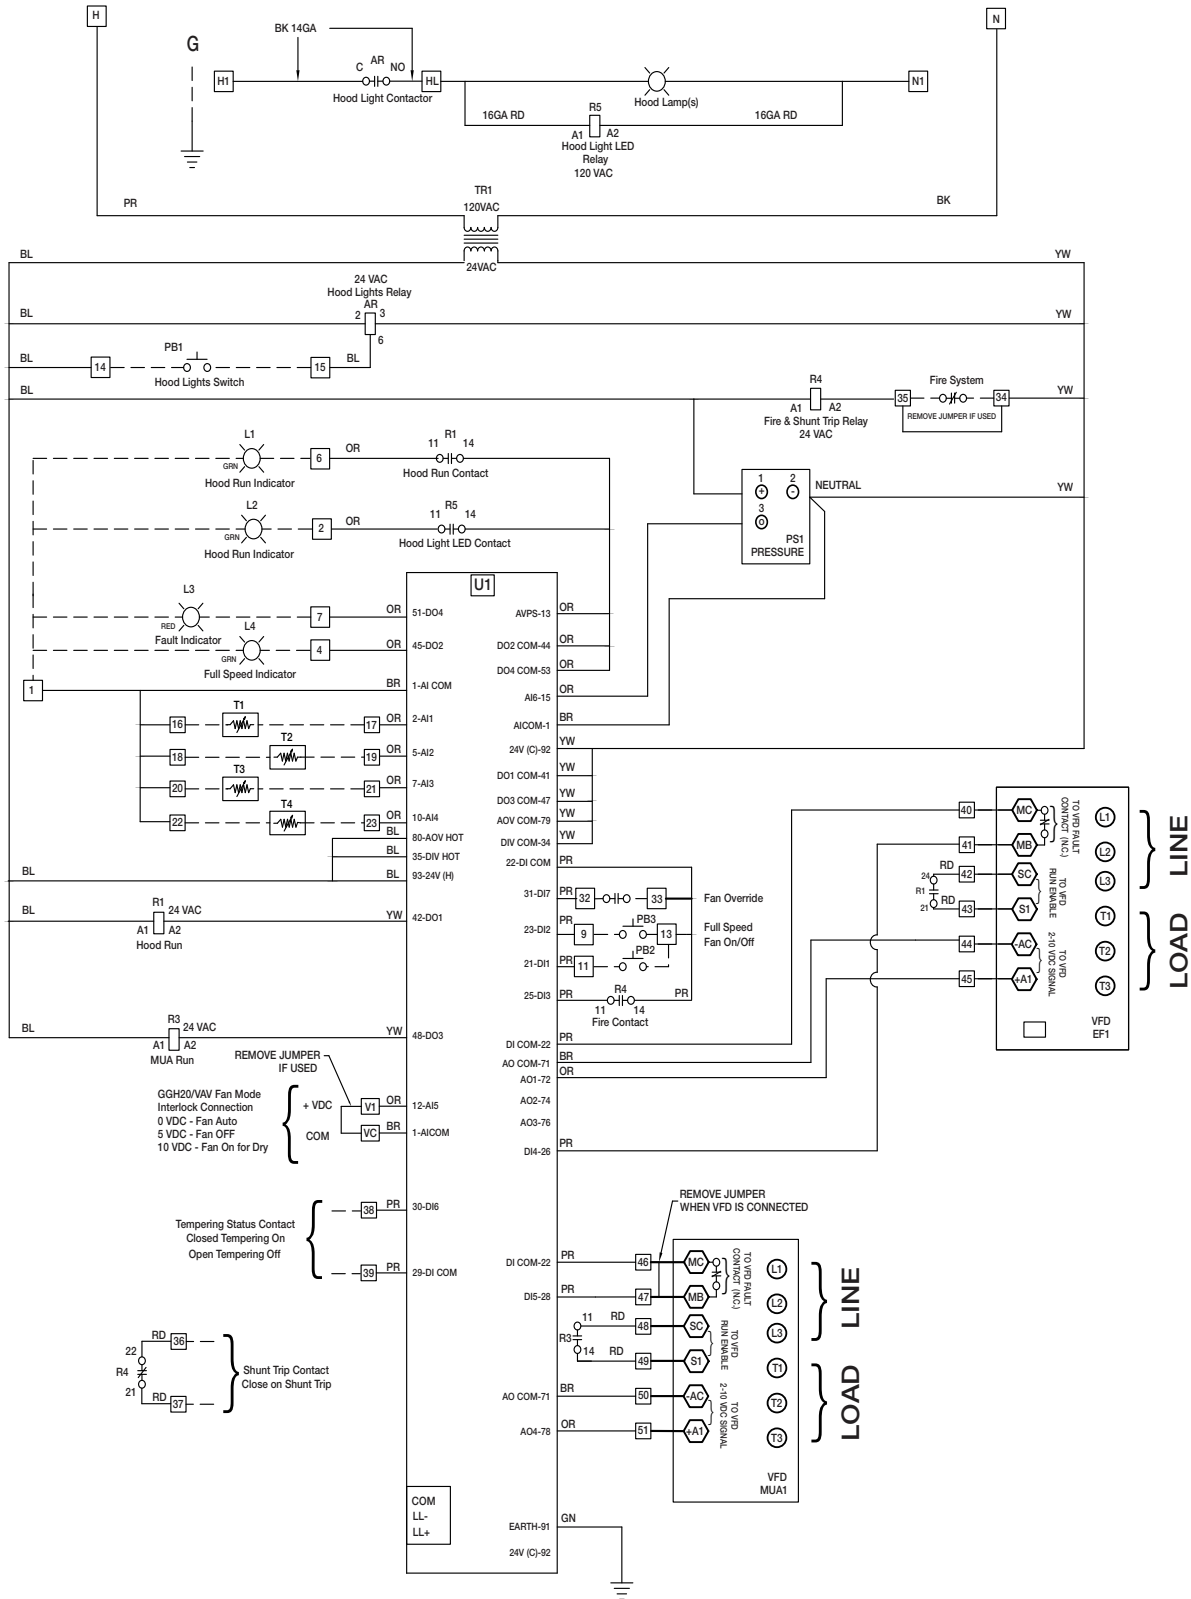 H
N
G
BK 14GA
H1
C
AR
NO
HL
N1
Hood Light Contactor
Hood Lamp(s)
16GA RD
R5
16GA RD
A1
A2
Hood Light LED
Relay
120 VAC
TR1
120VAC
PR
BK
BL
24VAC
YW
24 VAC
Hood Lights Relay
AR
2
3
BL
YW
6
BL
14
PB1
15
BL
Hood Lights Switch
BL
R4
Fire System
YW
A1
A2
35
34
REMOVE JUMPER IF USED
Fire & Shunt Trip Relay
24 VAC
L1
GRN
6
OR
R1
11
14
Hood Run Indicator
Hood Run Contact
1
+
2
-
NEUTRAL
YW
3
O
PS1
PRESSURE
L2
GRN
2
OR
R5
11
14
Hood Run Indicator
Hood Light LED Contact
U1
L3
RED
7
OR
51-DO4
Fault Indicator
L4
GRN
4
OR
45-DO2
Full Speed Indicator
1
BR
1-AI COM
AVPS-13
OR
DO2 COM-44
OR
DO4 COM-53
OR
AI6-15
OR
AICOM-1
BR
24V (C)-92
YW
DO1 COM-41
YW
DO3 COM-47
YW
AOV COM-79
YW
DIV COM-34
YW
16
T1
17
OR
2-AI1
18
T2
19
OR
5-AI2
20
T3
21
OR
7-AI3
22
T4
23
OR
10-AI4
BL
80-AOV HOT
BL
35-DIV HOT
BL
BL
93-24V (H)
BL
R1
24 VAC
A1
A2
Hood Run
YW
42-DO1
22-DI COM
PR
31-DI7
PR
32
33
Fan Override
23-DI2
PR
9
PB3
13
Full Speed
Fan On/Off
21-DI1
PR
11
PB2
25-DI3
PR
R4
PR
11
14
Fire Contact
40
MC
41
MB
TO VFD FAULT
CONTACT (N.C.)
24
R1
21
RD
42
SC
RD
43
S1
TO VFD
RUN ENABLE
44
-AC
45
+A1
TO VFD
2-10 VDC SIGNAL
L1
L2
L3
T1
T2
T3
VFD
EF1
LINE
LOAD
BL
R3
24 VAC
A1
A2
MUA Run
YW
48-DO3
DI COM-22
PR
AO COM-71
BR
AO1-72
OR
AO2-74
AO3-76
DI4-26
PR
REMOVE JUMPER
IF USED
GGH20/VAV Fan Mode
Interlock Connection
0 VDC - Fan Auto
5 VDC - Fan OFF
10 VDC - Fan On for Dry
+ VDC
V1
OR
12-AI5
COM
VC
BR
1-AICOM
38
PR
30-DI6
Tempering Status Contact
Closed Tempering On
Open Tempering Off
39
PR
29-DI COM
REMOVE JUMPER
WHEN VFD IS CONNECTED
DI COM-22
PR
46
MC
DI5-28
PR
47
MB
TO VFD FAULT
CONTACT (N.C.)
11
R3
14
RD
48
SC
RD
49
S1
TO VFD
RUN ENABLE
AO COM-71
BR
50
-AC
AO4-78
OR
51
+A1
TO VFD
2-10 VDC SIGNAL
L1
L2
L3
T1
T2
T3
VFD
MUA1
LINE
LOAD
RD
36
22
R4
21
RD
37
Shunt Trip Contact
Close on Shunt Trip
COM
LL-
LL+
EARTH-91
GN
24V (C)-92